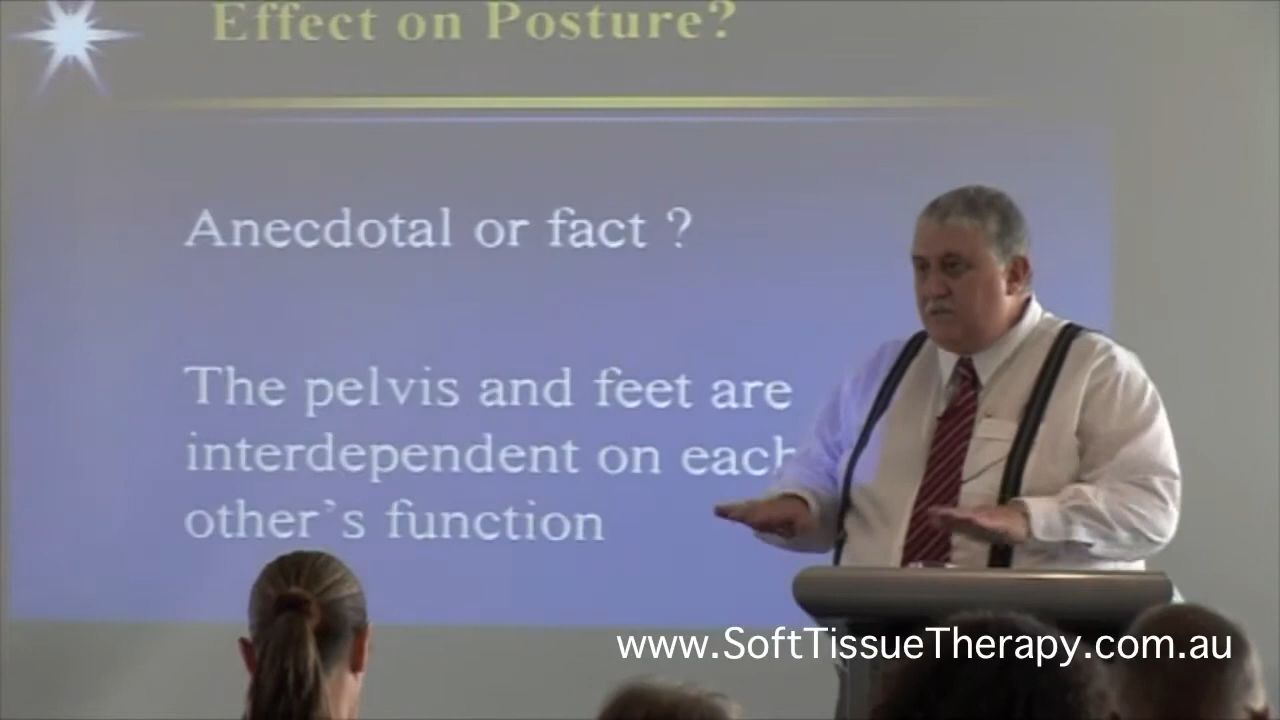 Effect on Posture?
Anecdotal or fact ?
The pelvis and feet are
interdependent on each
other's function
www.SoftTissueTherapy.com.au